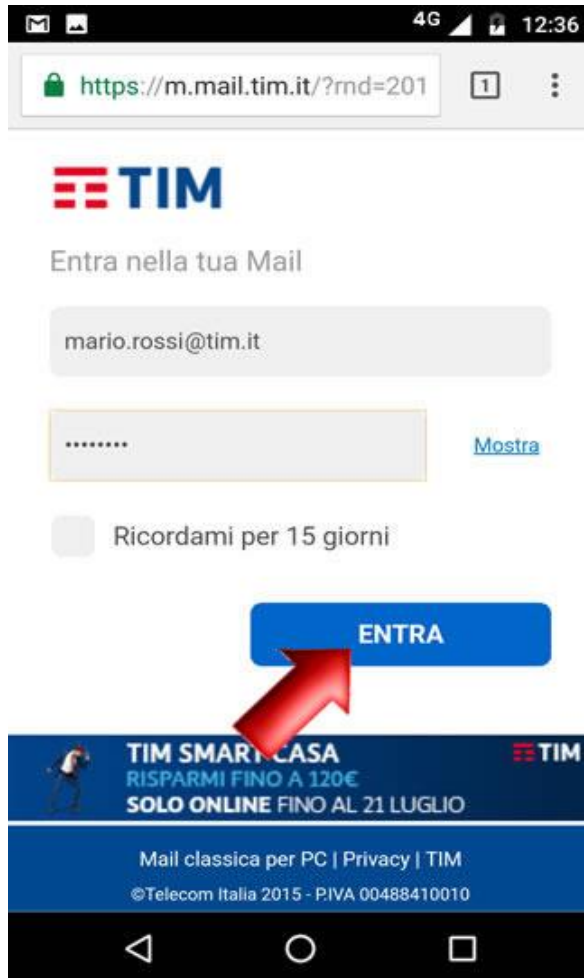 4G 12:36
https://m.mail.tim.it/?rnd=201 1
TIM
Entra nella tua Mail
mario.rossi@tim.it
•••••••• Mostra
Ricordami per 15 giorni
ENTRA
TIM SMART CASA TIM
RISPARMI FINO A 120€
SOLO ONLINE FINO AL 21 LUGLIO
Mail classica per PC | Privacy | TIM
©Telecom Italia 2015 - P.IVA 00488410010